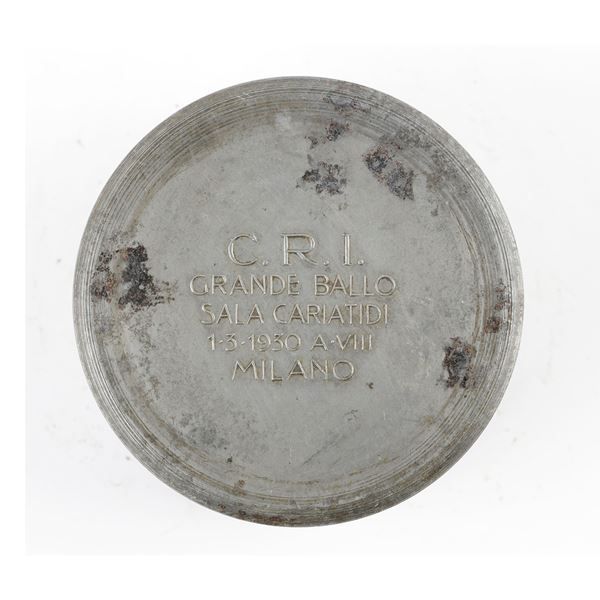 C.R.I.
GRANDE BALLO
SALA CARIATIDI
1-3-1930 A-VIII
MILANO